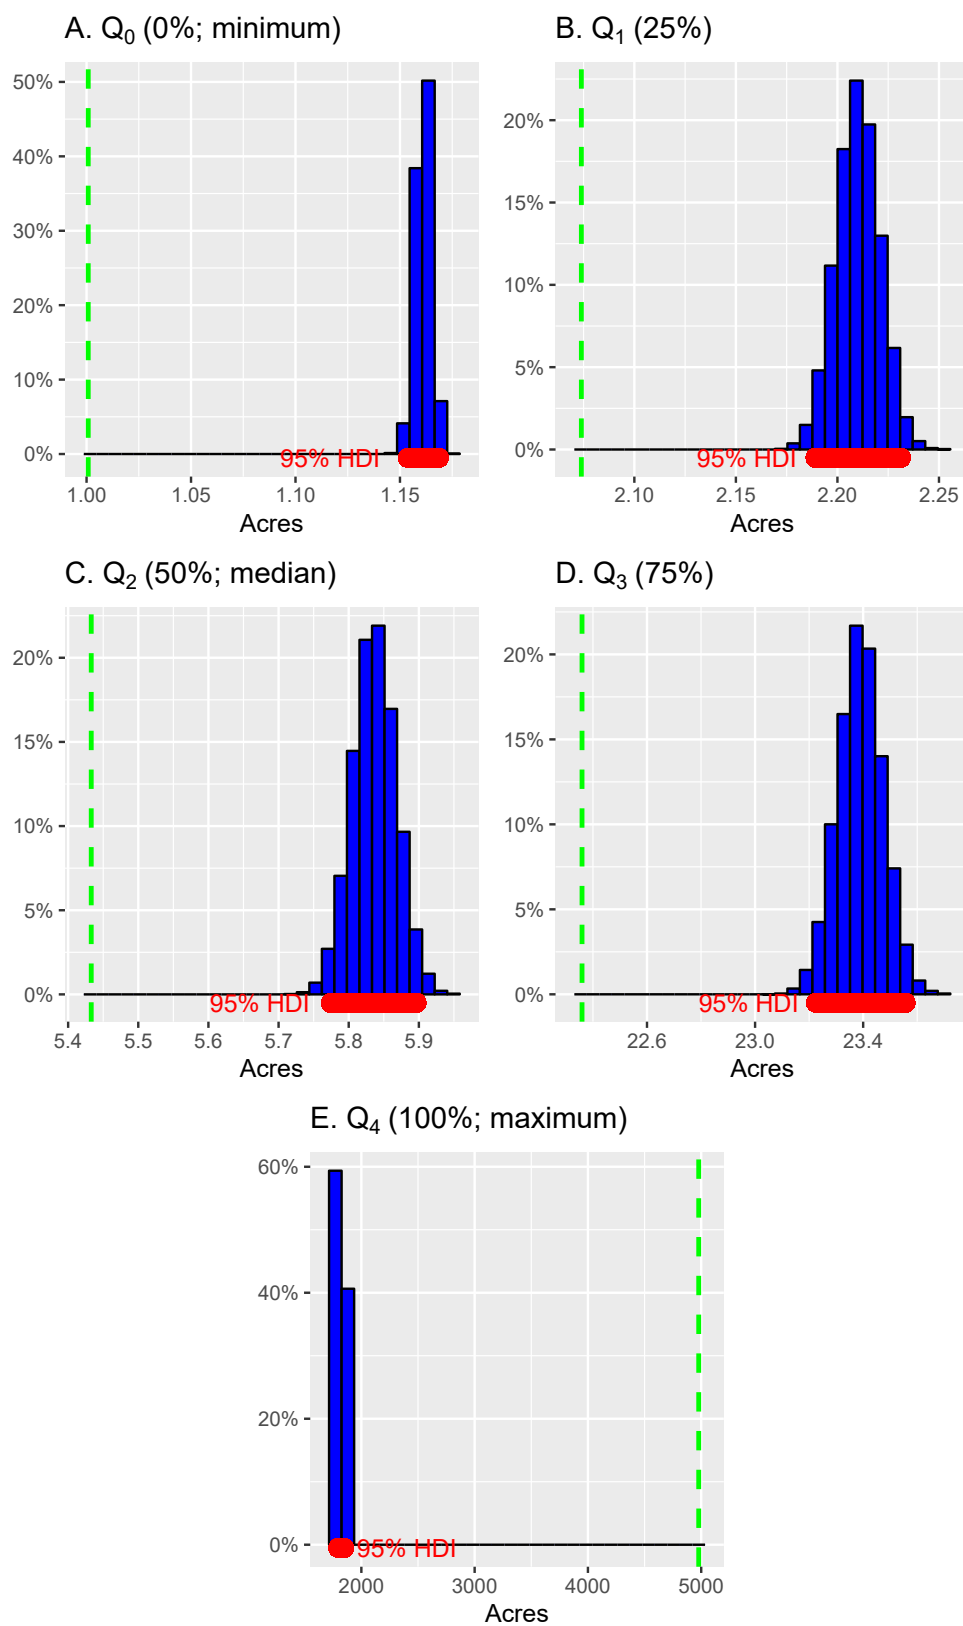 A. Q0 (0%; minimum)
50%
40%
30%
20%
10%
0%
95% HDI
1.00 1.05 1.10 1.15
Acres
B. Q1 (25%)
20%
15%
10%
5%
0%
95% HDI
2.10 2.15 2.20 2.25
Acres
C. Q2 (50%; median)
20%
15%
10%
5%
0%
95% HDI
5.4 5.5 5.6 5.7 5.8 5.9
Acres
D. Q3 (75%)
20%
15%
10%
5%
0%
95% HDI
22.6 23.0 23.4
Acres
E. Q4 (100%; maximum)
60%
40%
20%
0%
95% HDI
2000 3000 4000 5000
Acres